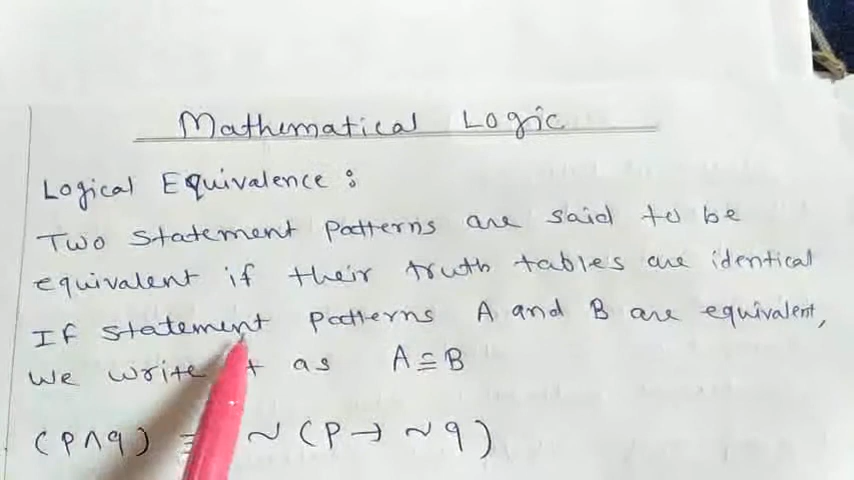 Mathematical Logic
Logical Equivalence :
Two statement patterns are said to be
equivalent if their truth tables are identical
If statement patterns A and B are equivalent,
we write as A ≡ B
(p ∧ q) ≡ ~ (p → ~ q)